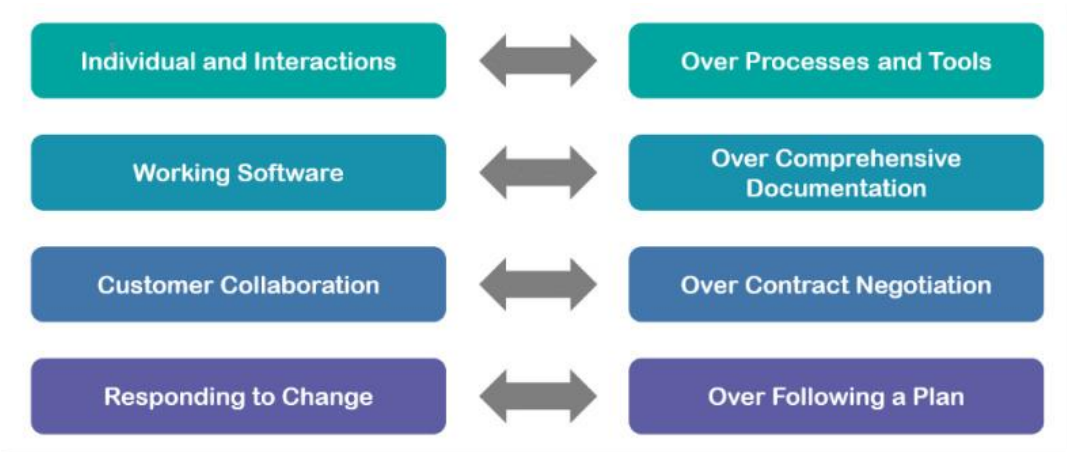 Individual and Interactions
Over Processes and Tools
Working Software
Over Comprehensive
Documentation
Customer Collaboration
Over Contract Negotiation
Responding to Change
Over Following a Plan